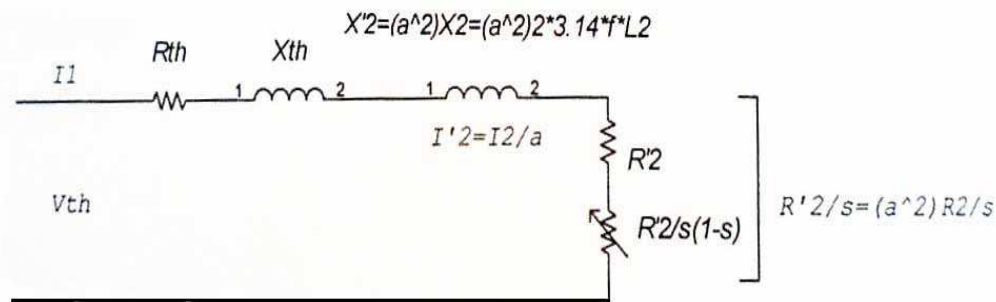 X'2=(a^2)X2=(a^2)2*3.14*f*L2
Rth
Xth
I1
1
2
1
2
I'2=I2/a
R'2
Vth
R'2/s(1-s)
R'2/s=(a^2)R2/s